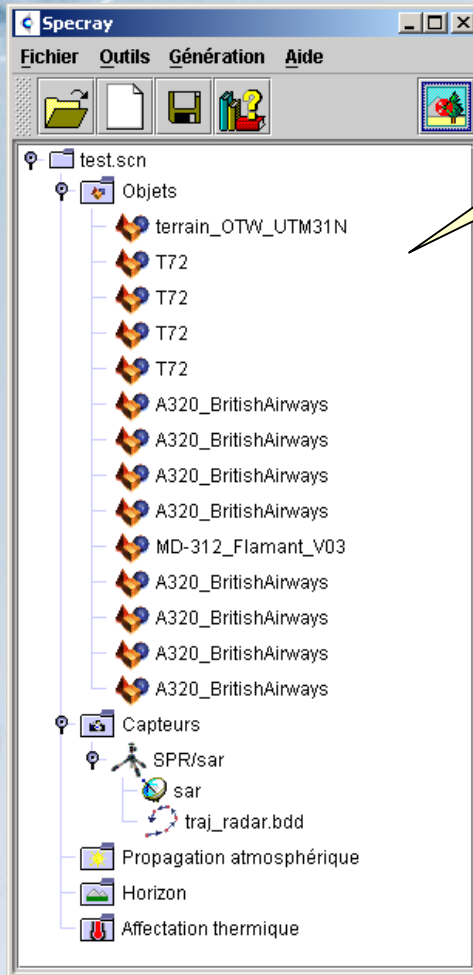 Specray
Fichier Outils Génération Aide
test.scn
Objets
terrain_OTW_UTM31N
T72
T72
T72
T72
A320_BritishAirways
A320_BritishAirways
A320_BritishAirways
A320_BritishAirways
MD-312_Flamant_V03
A320_BritishAirways
A320_BritishAirways
A320_BritishAirways
A320_BritishAirways
Capteurs
SPR/sar
sar
traj_radar.bdd
Propagation atmosphérique
Horizon
Affectation thermique